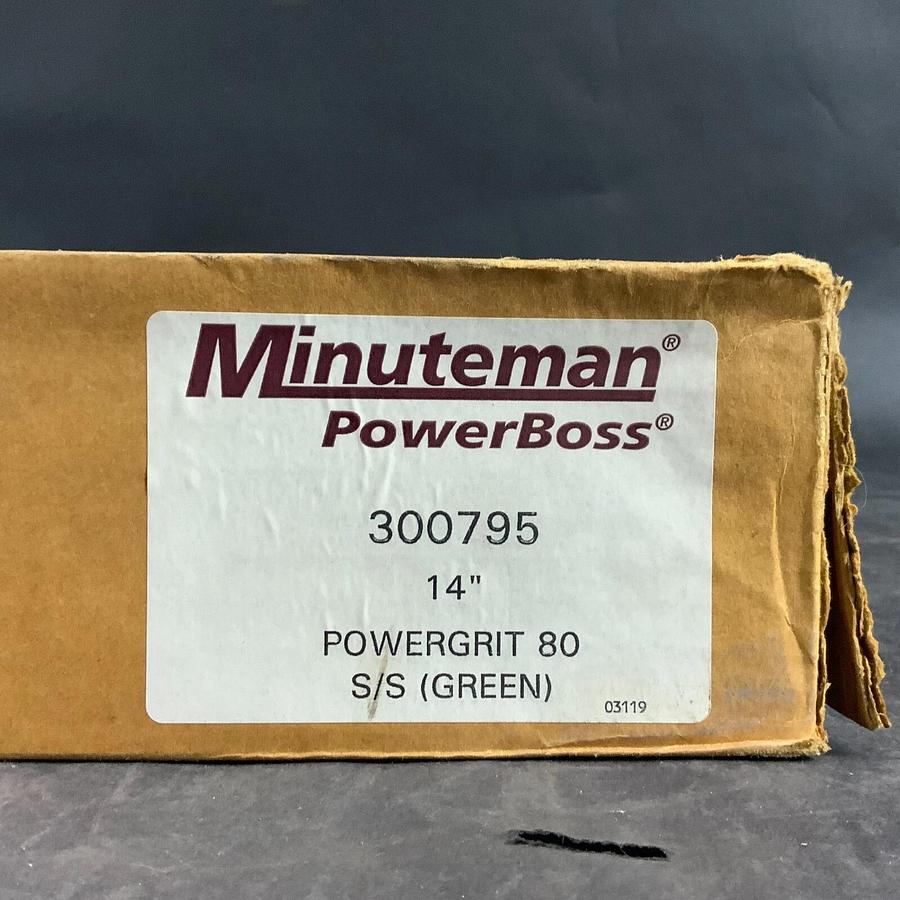 Minuteman®
PowerBoss®
300795
14"
POWERGRIT 80
S/S (GREEN)
03119